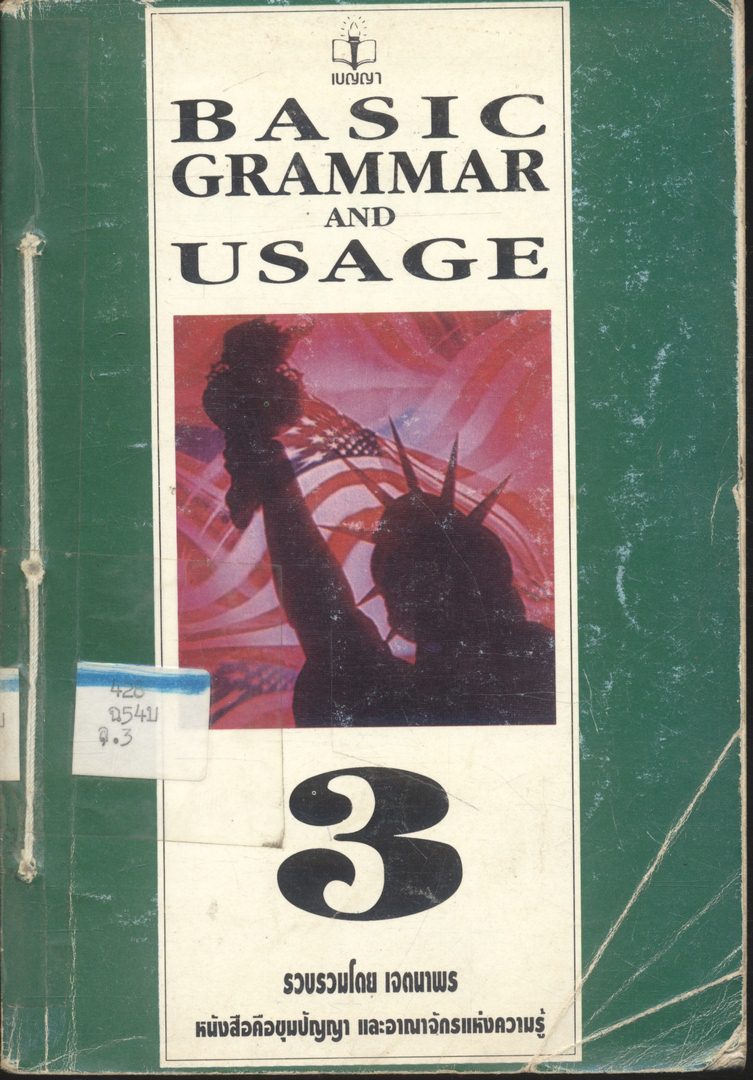 เบญญา
BASIC
GRAMMAR
AND
USAGE
ฉ54บ
ฉ.3
3
รวบรวมโดย เจตนาพร
หนังสือคือขุมปัญญา และอาณาจักรแห่งความรู้